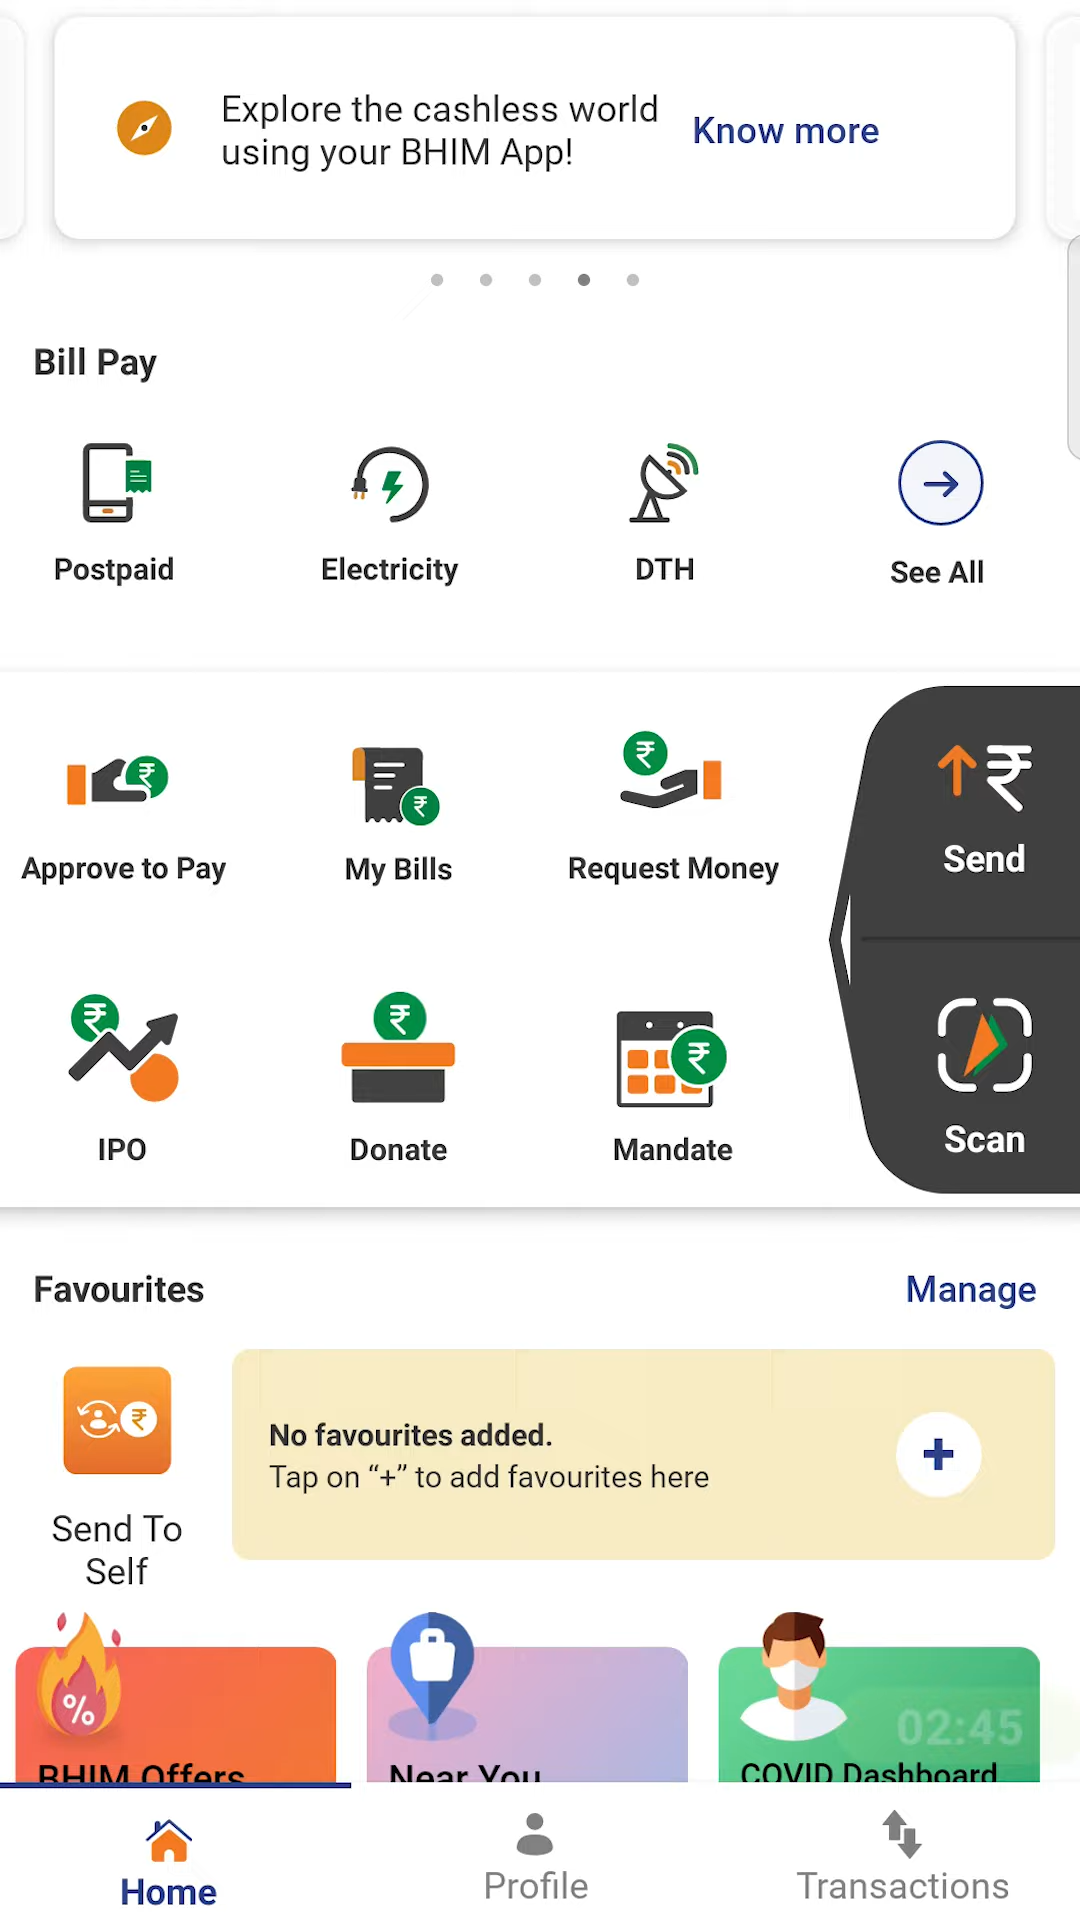 Explore the cashless world
using your BHIM App!
Know more
Bill Pay
Postpaid
Electricity
DTH
See All
Approve to Pay
My Bills
Request Money
Send
IPO
Donate
Mandate
Scan
Favourites
Manage
No favourites added.
Tap on “+” to add favourites here
Send To
Self
%
02:45
BHIM Offers
Near You
COVID Dashboard
Home
Profile
Transactions